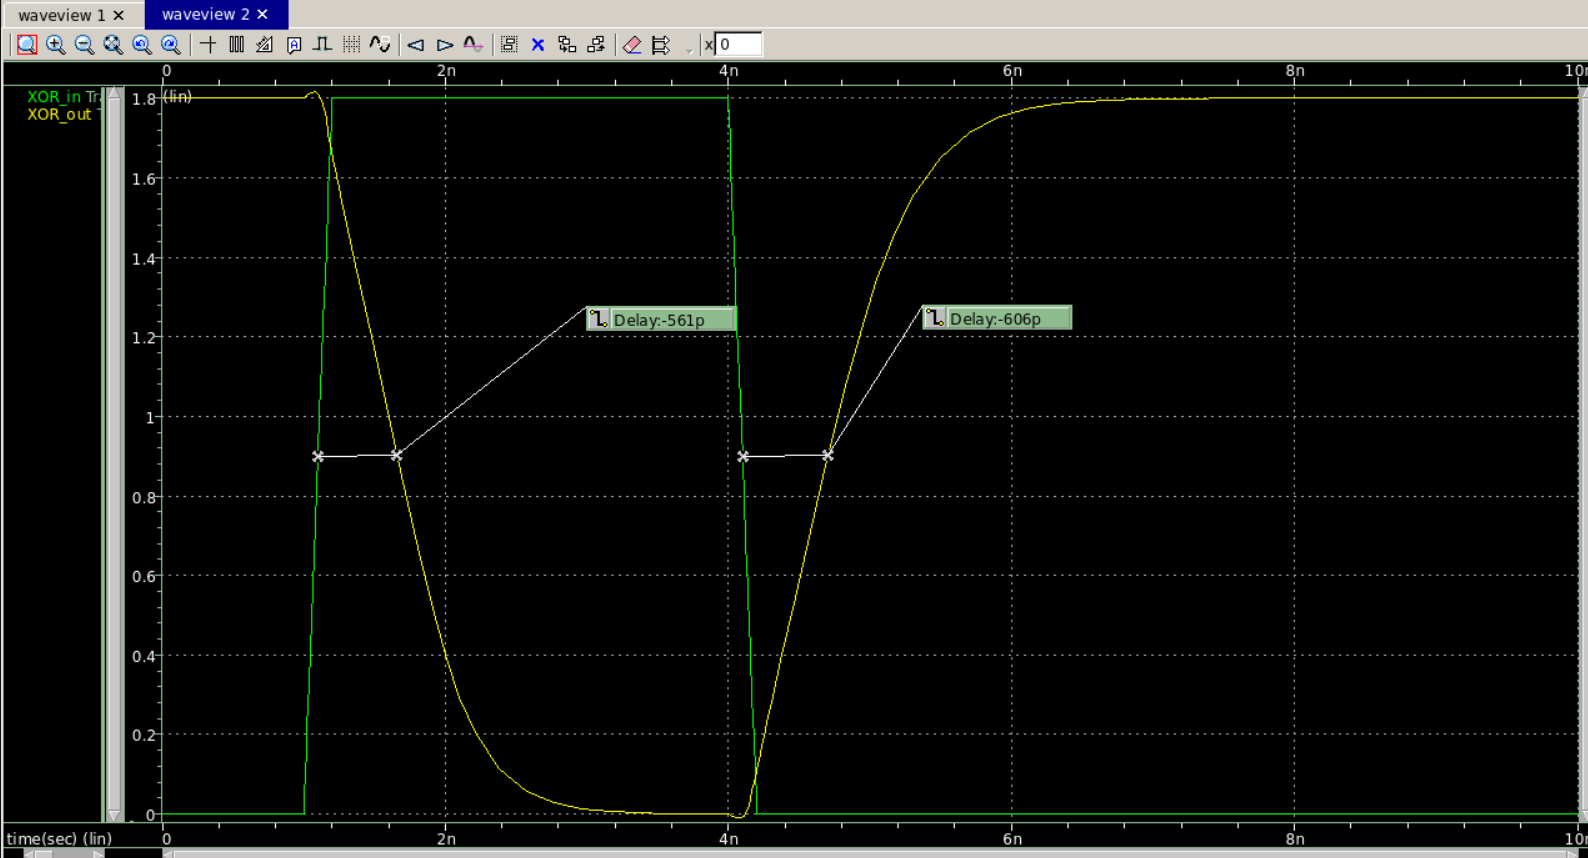 waveview 1 ✕ waveview 2 ✕
x 0
0 2n 4n 6n 8n 10n
XOR_in Tra
XOR_out T
1.8 (lin)
1.6
1.4
Delay:-561p Delay:-606p
1.2
1
0.8
0.6
0.4
0.2
0
time(sec) (lin) 0 2n 4n 6n 8n 10n